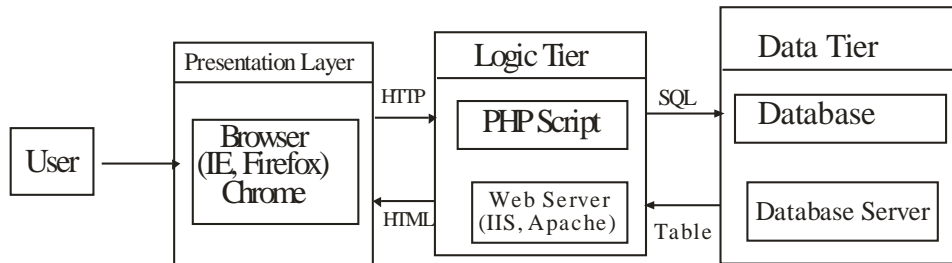 User
Presentation Layer
Browser
(IE, Firefox)
Chrome
HTTP
HTML
Logic Tier
PHP Script
Web Server
(IIS, Apache)
SQL
Table
Data Tier
Database
Database Server